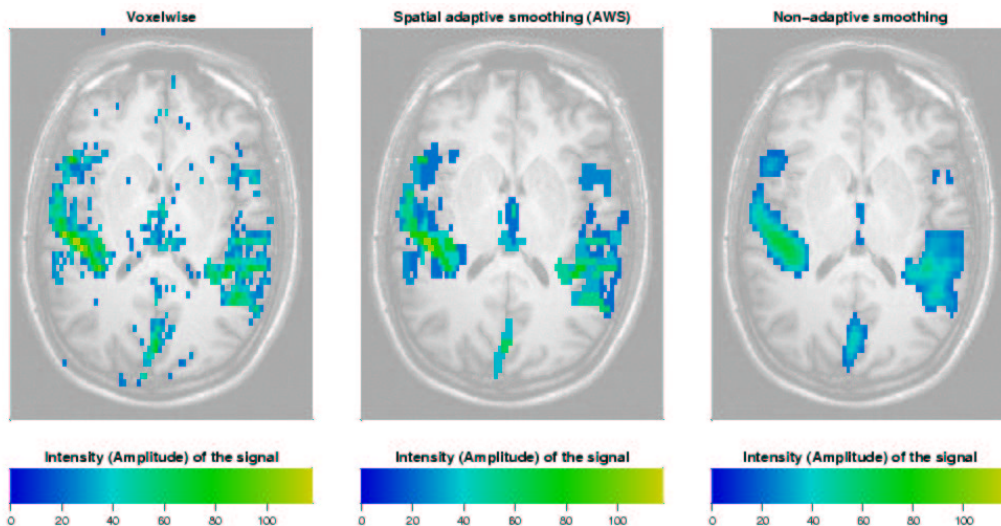 Voxelwise
Spatial adaptive smoothing (AWS)
Non-adaptive smoothing
Intensity (Amplitude) of the signal
Intensity (Amplitude) of the signal
Intensity (Amplitude) of the signal
0 20 40 60 80 100
0 20 40 60 80 100
0 20 40 60 80 100